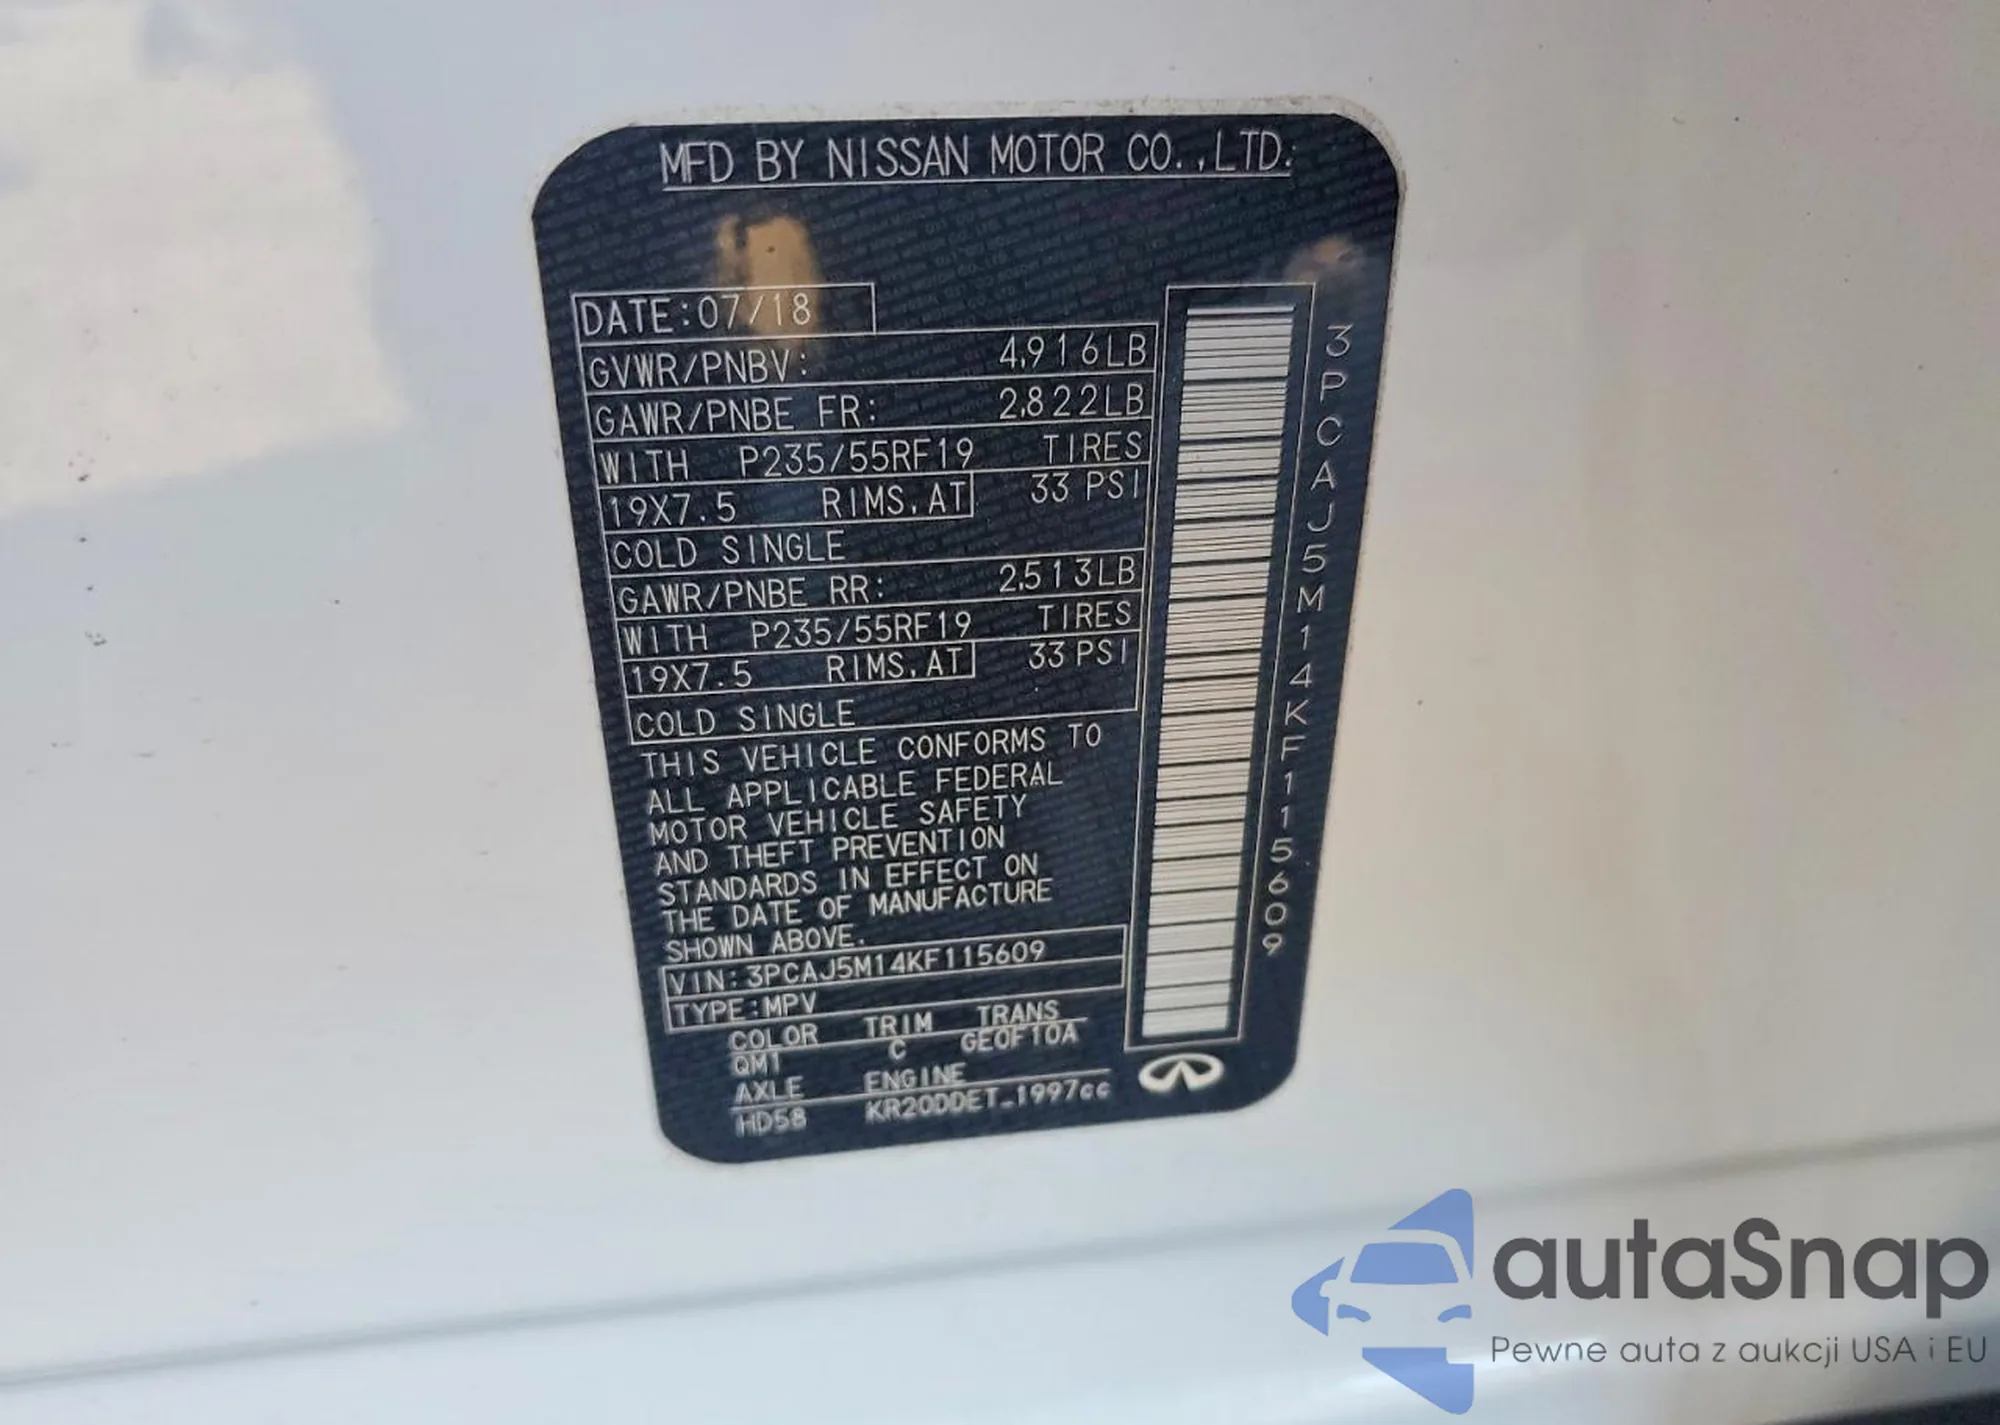 MFD BY NISSAN MOTOR CO.,LTD.
DATE:07/18
GVWR/PNBV: 4,916LB
GAWR/PNBE FR: 2,822LB
WITH P235/55RF19 TIRES
19X7.5 RIMS,AT 33 PSI
COLD SINGLE
GAWR/PNBE RR: 2,513LB
WITH P235/55RF19 TIRES
19X7.5 RIMS,AT 33 PSI
COLD SINGLE
THIS VEHICLE CONFORMS TO
ALL APPLICABLE FEDERAL
MOTOR VEHICLE SAFETY
AND THEFT PREVENTION
STANDARDS IN EFFECT ON
THE DATE OF MANUFACTURE
SHOWN ABOVE.
VIN:3PCAJ5M14KF115609
TYPE:MPV
COLOR TRIM TRANS
QM1 C GE0F10A
AXLE ENGINE
HD58 KR20DDET-1997cc
3PCAJ5M14KF115609
autaSnap
Pewne auta z aukcji USA i EU